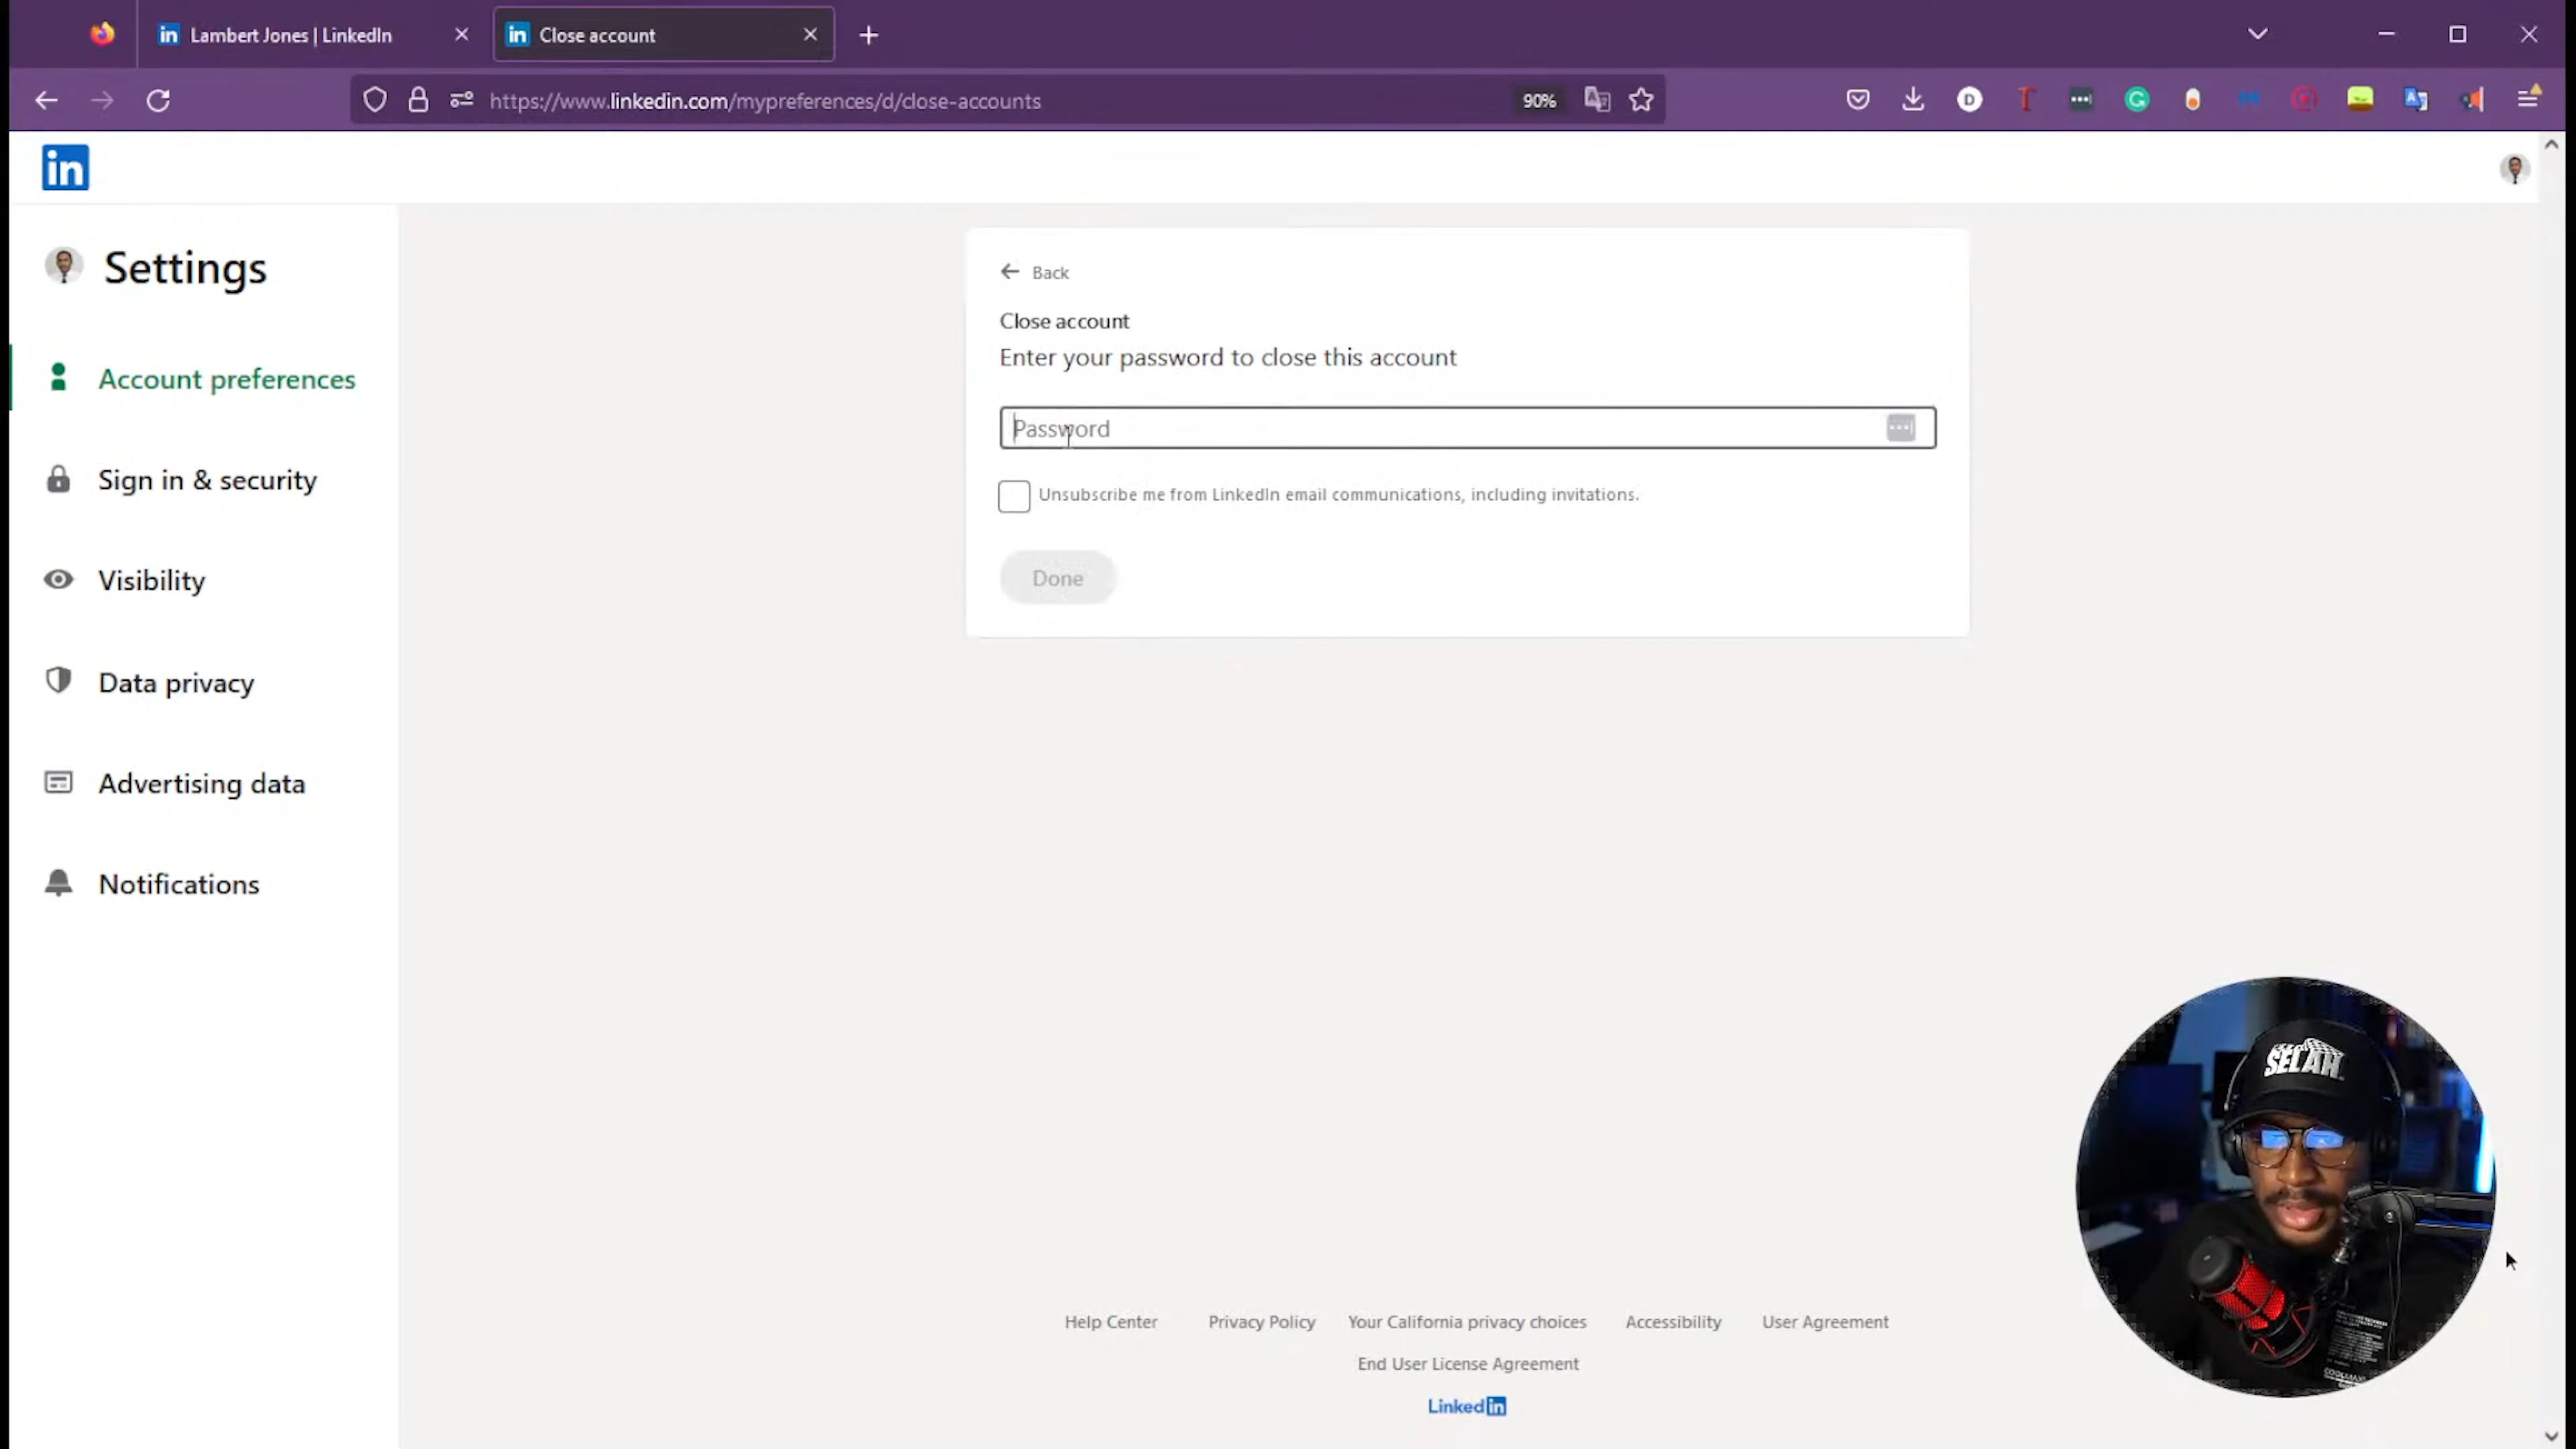 Lambert Jones | LinkedIn
Close account
https://www.linkedin.com/mypreferences/d/close-accounts
90%
in
Settings
Account preferences
Sign in & security
Visibility
Data privacy
Advertising data
Notifications
Back
Close account
Enter your password to close this account
Password
Unsubscribe me from LinkedIn email communications, including invitations.
Done
SELAH
Help Center
Privacy Policy
Your California privacy choices
Accessibility
User Agreement
End User License Agreement
Linked in